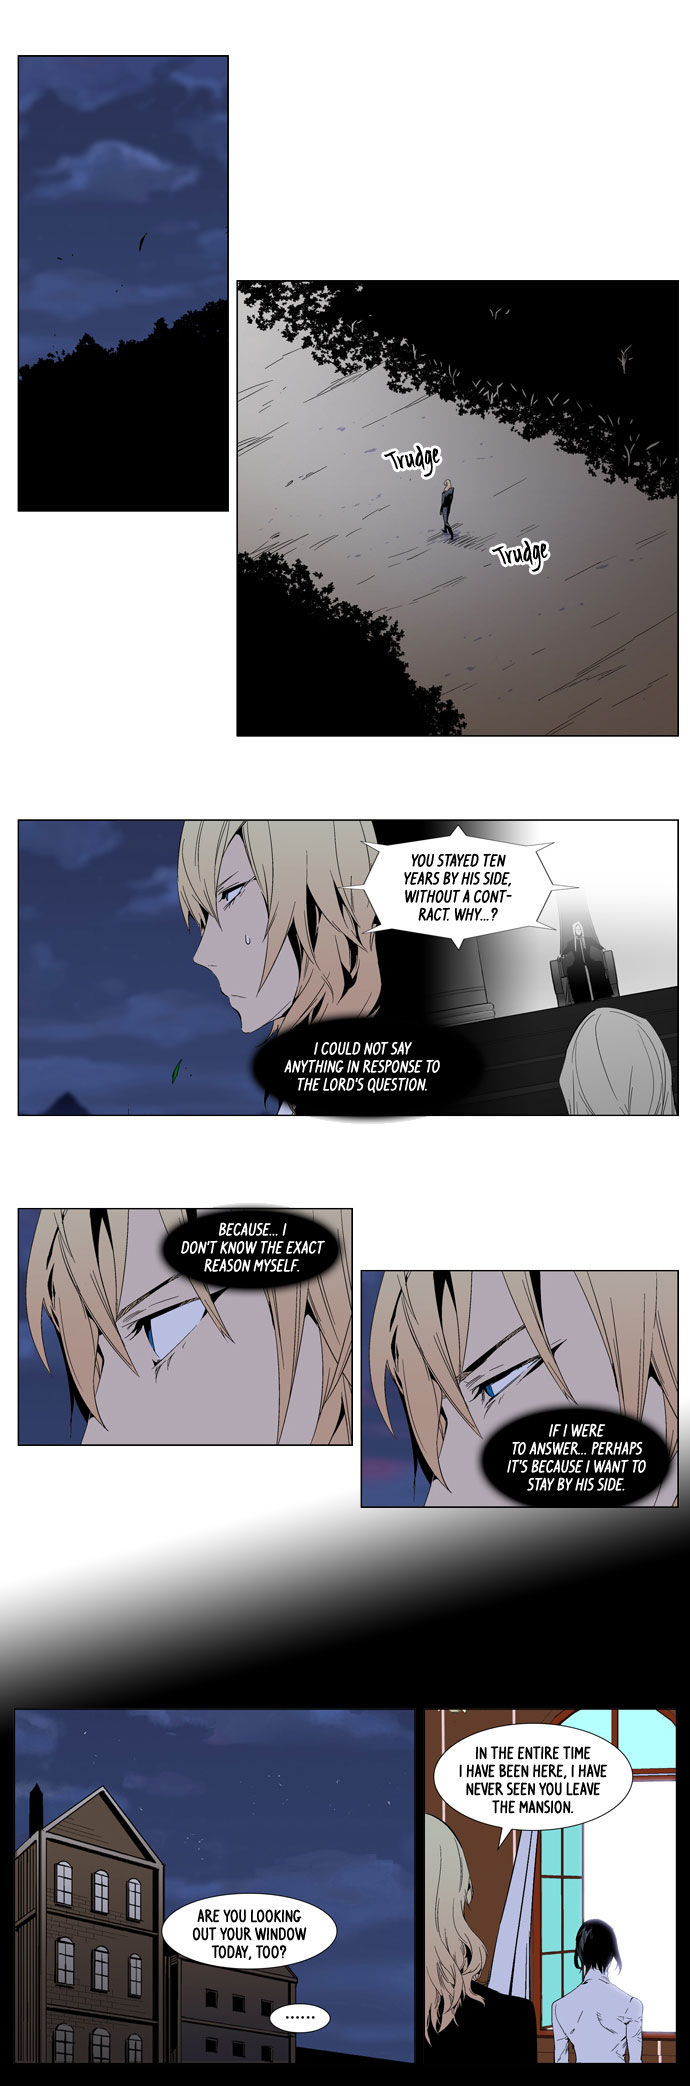 Trudge
Trudge
YOU STAYED TEN
YEARS BY HIS SIDE,
WITHOUT A CONT-
RACT. WHY...?
I COULD NOT SAY
ANYTHING IN RESPONSE TO
THE LORD'S QUESTION.
BECAUSE... I
DON'T KNOW THE EXACT
REASON MYSELF.
IF I WERE
TO ANSWER... PERHAPS
IT'S BECAUSE I WANT TO
STAY BY HIS SIDE.
ARE YOU LOOKING
OUT YOUR WINDOW
TODAY, TOO?
......
IN THE ENTIRE TIME
I HAVE BEEN HERE, I HAVE
NEVER SEEN YOU LEAVE
THE MANSION.